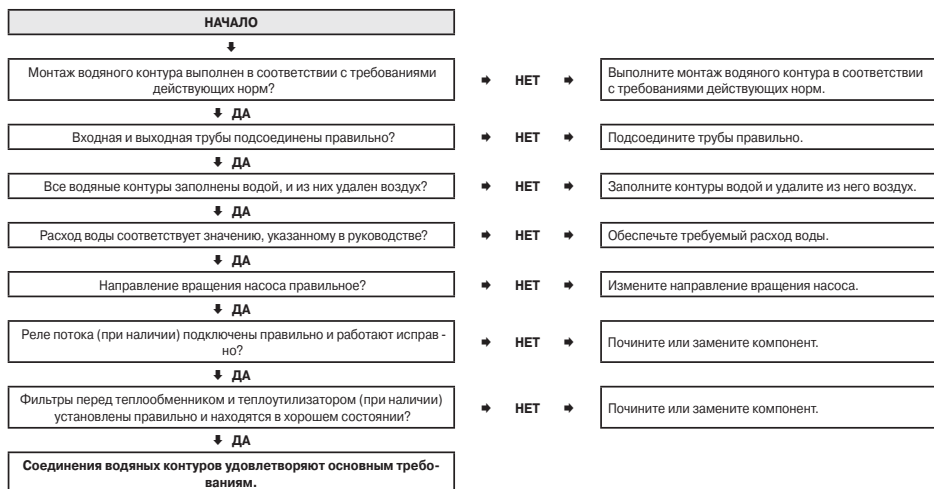 НАЧАЛО
Монтаж водяного контура выполнен в соответствии с требованиями
действующих норм?
НЕТ
Выполните монтаж водяного контура в соответствии
с требованиями действующих норм.
ДА
Входная и выходная трубы подсоединены правильно?
НЕТ
Подсоедините трубы правильно.
ДА
Все водяные контуры заполнены водой, и из них удален воздух?
НЕТ
Заполните контуры водой и удалите из него воздух.
ДА
Расход воды соответствует значению, указанному в руководстве?
НЕТ
Обеспечьте требуемый расход воды.
ДА
Направление вращения насоса правильное?
НЕТ
Измените направление вращения насоса.
ДА
Реле потока (при наличии) подключены правильно и работают исправ -
но?
НЕТ
Почините или замените компонент.
ДА
Фильтры перед теплообменником и теплоутилизатором (при наличии)
установлены правильно и находятся в хорошем состоянии?
НЕТ
Почините или замените компонент.
ДА
Соединения водяных контуров удовлетворяют основным требо-
ваниям.